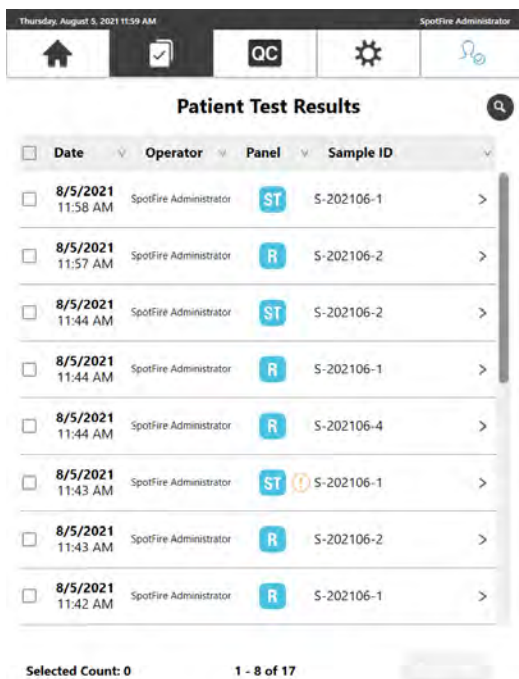 Thursday, August 5, 2021 11:59 AM SpotFire Administrator
QC
Patient Test Results
Date Operator Panel Sample ID
8/5/2021
11:58 AM SpotFire Administrator ST S-202106-1
8/5/2021
11:57 AM SpotFire Administrator R S-202106-2
8/5/2021
11:44 AM SpotFire Administrator ST S-202106-2
8/5/2021
11:44 AM SpotFire Administrator R S-202106-1
8/5/2021
11:44 AM SpotFire Administrator R S-202106-4
8/5/2021
11:43 AM SpotFire Administrator ST S-202106-1
8/5/2021
11:43 AM SpotFire Administrator R S-202106-2
8/5/2021
11:42 AM SpotFire Administrator R S-202106-1
Selected Count: 0 1 - 8 of 17